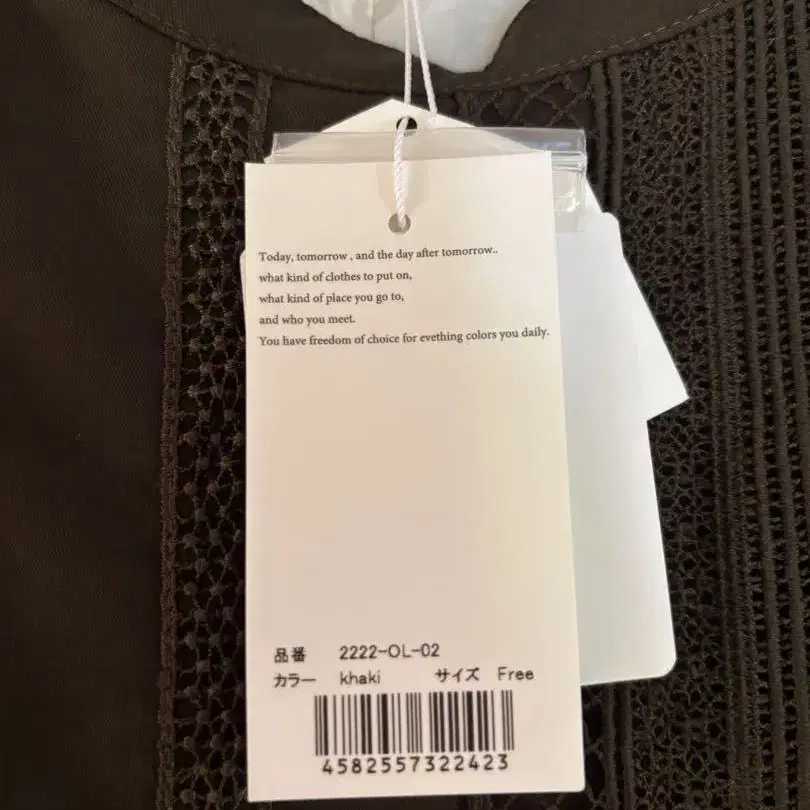 Today, tomorrow , and the day after tomorrow..
what kind of clothes to put on,
what kind of place you go to,
and who you meet.
You have freedom of choice for evething colors you daily.
品番 2222-OL-02
カラー khaki サイズ Free
4582557322423